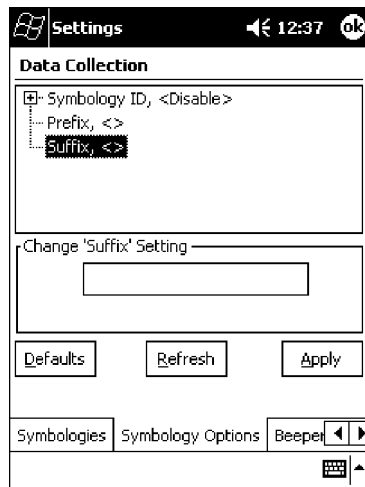 Settings 12:37 ok
Data Collection
Symbology ID, <Disable>
Prefix, <>
Suffix, <>
Change 'Suffix' Setting
Defaults Refresh Apply
Symbologies Symbology Options Beeper